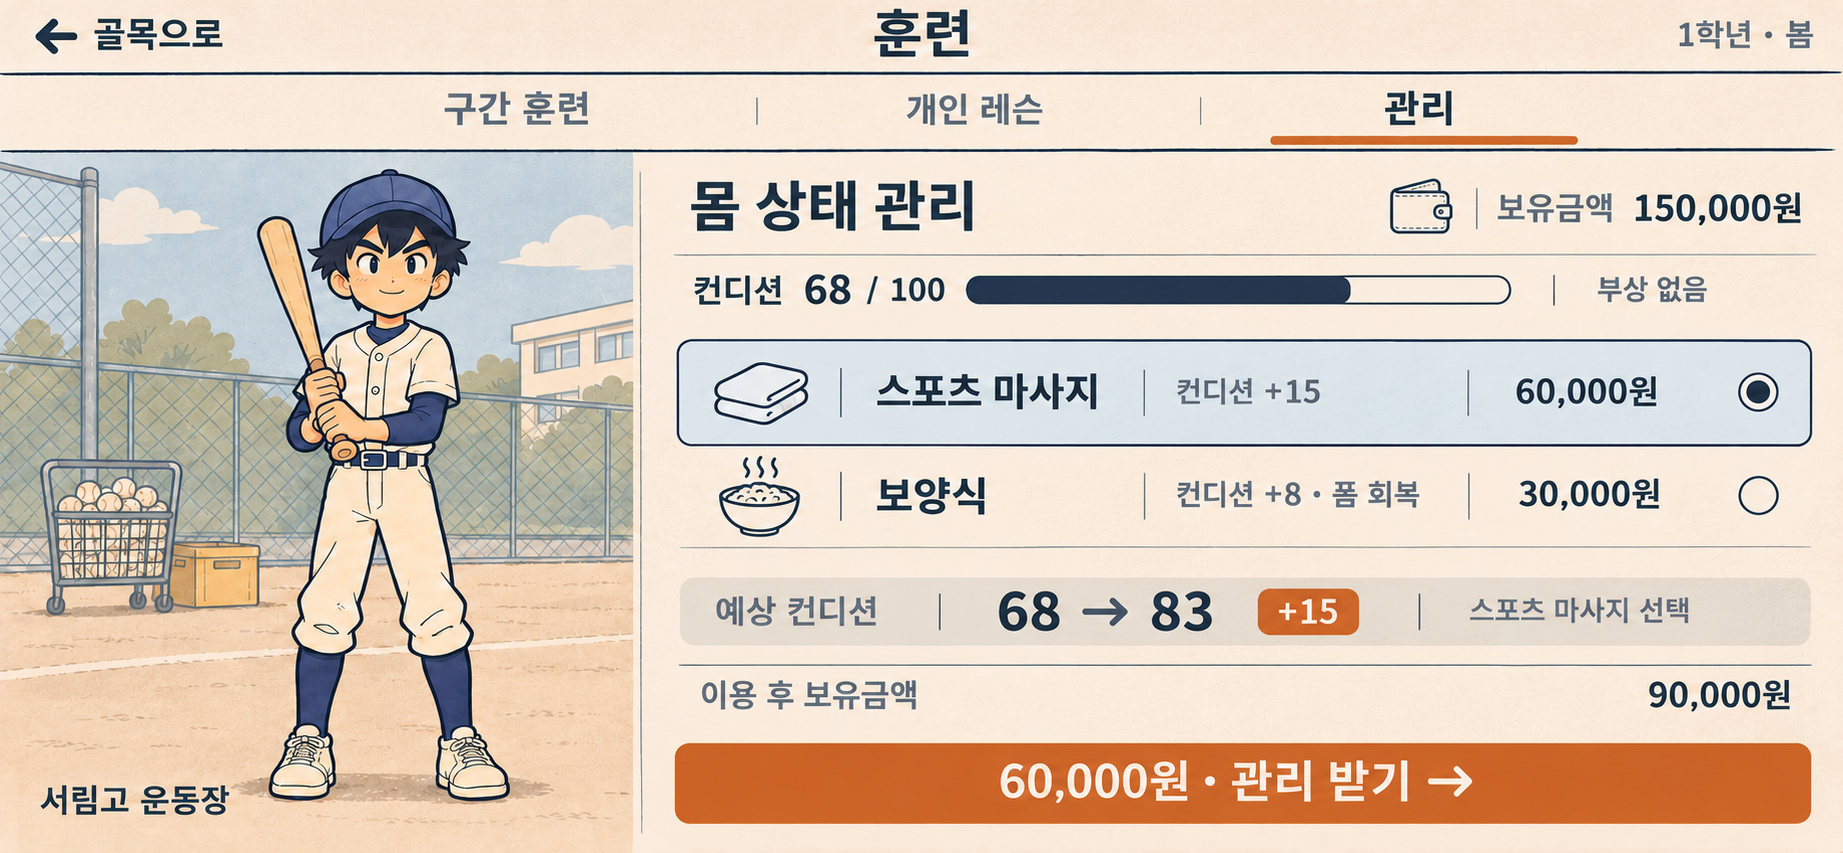 ← 골목으로
훈련
1학년 · 봄
구간 훈련
개인 레슨
관리
몸 상태 관리
보유금액 150,000원
컨디션 68 / 100
부상 없음
스포츠 마사지
컨디션 +15
60,000원
보양식
컨디션 +8 · 폼 회복
30,000원
예상 컨디션
68 → 83
+15
스포츠 마사지 선택
이용 후 보유금액
90,000원
60,000원 · 관리 받기 →
서림고 운동장